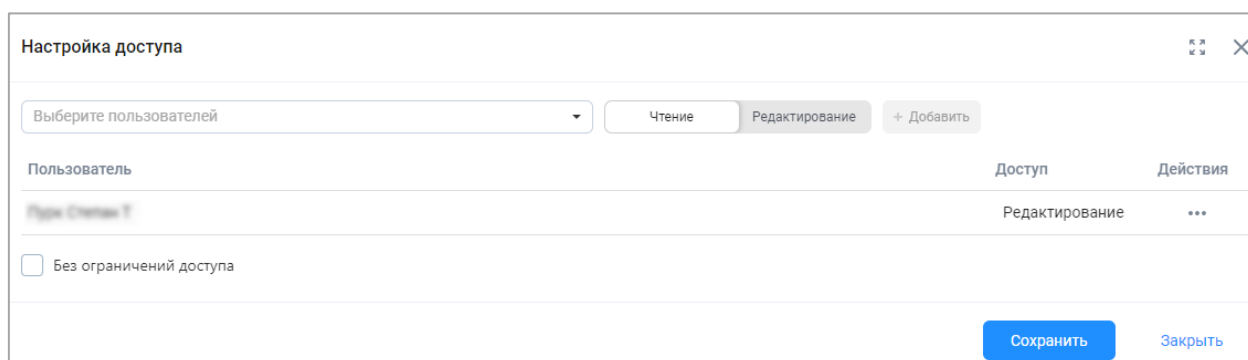 Настройка доступа
Выберите пользователей Чтение Редактирование + Добавить
Пользователь Доступ Действия
Редактирование
Без ограничений доступа
Сохранить Закрыть